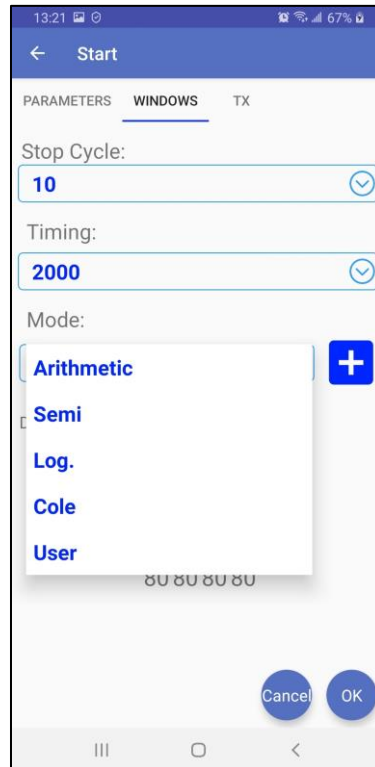 13:21 67%
Start
PARAMETERS WINDOWS TX
Stop Cycle:
10
Timing:
2000
Mode:
Arithmetic
Semi
Log.
Cole
User
80 80 80 80
Cancel OK